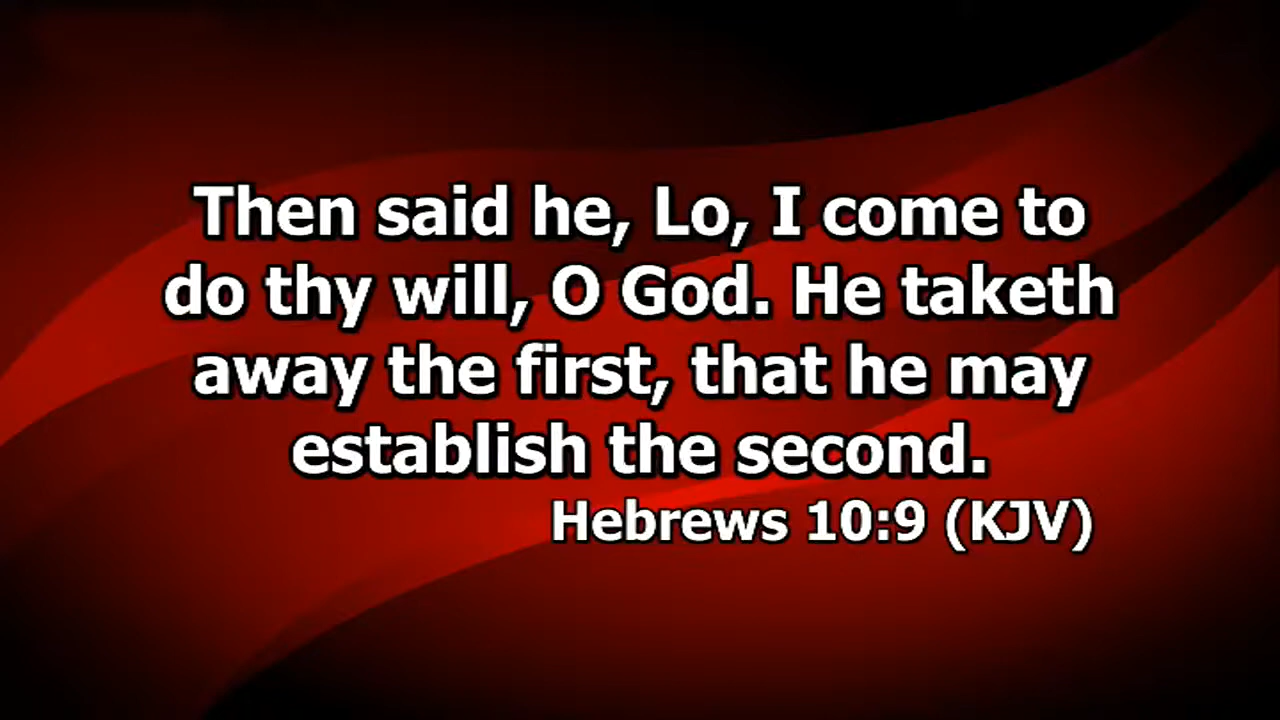 Then said he, Lo, I come to
do thy will, O God. He taketh
away the first, that he may
establish the second.
Hebrews 10:9 (KJV)